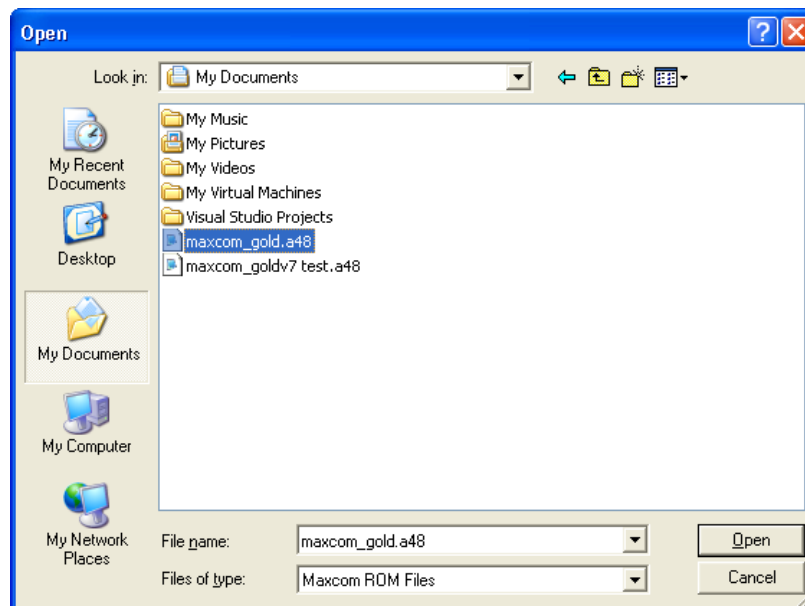 Open
Look in:
My Documents
My Recent
Documents
Desktop
My Documents
My Computer
My Network
Places
My Music
My Pictures
My Videos
My Virtual Machines
Visual Studio Projects
maxcom_gold.a48
maxcom_goldv7 test.a48
File name:
maxcom_gold.a48
Open
Files of type:
Maxcom ROM Files
Cancel